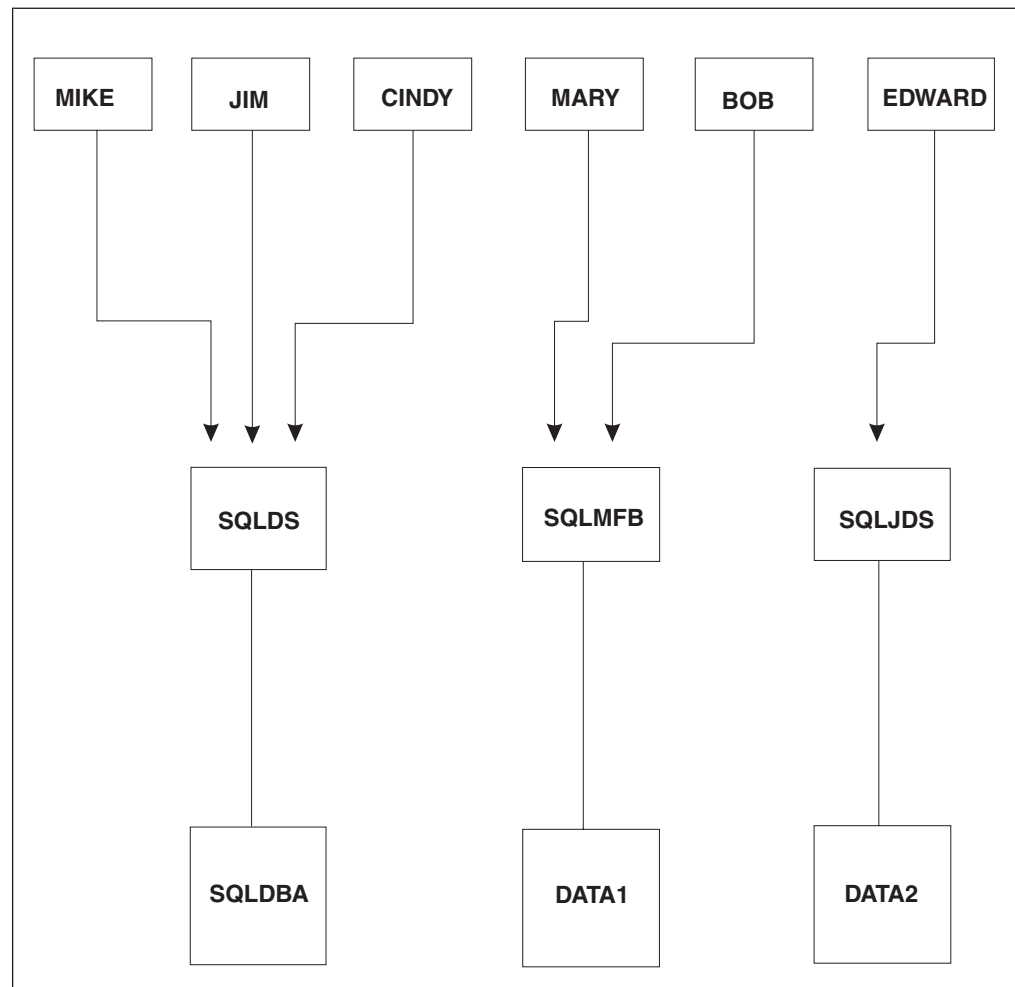 MIKE
JIM
CINDY
MARY
BOB
EDWARD
SQLDS
SQLMFB
SQLJDS
SQLDBA
DATA1
DATA2